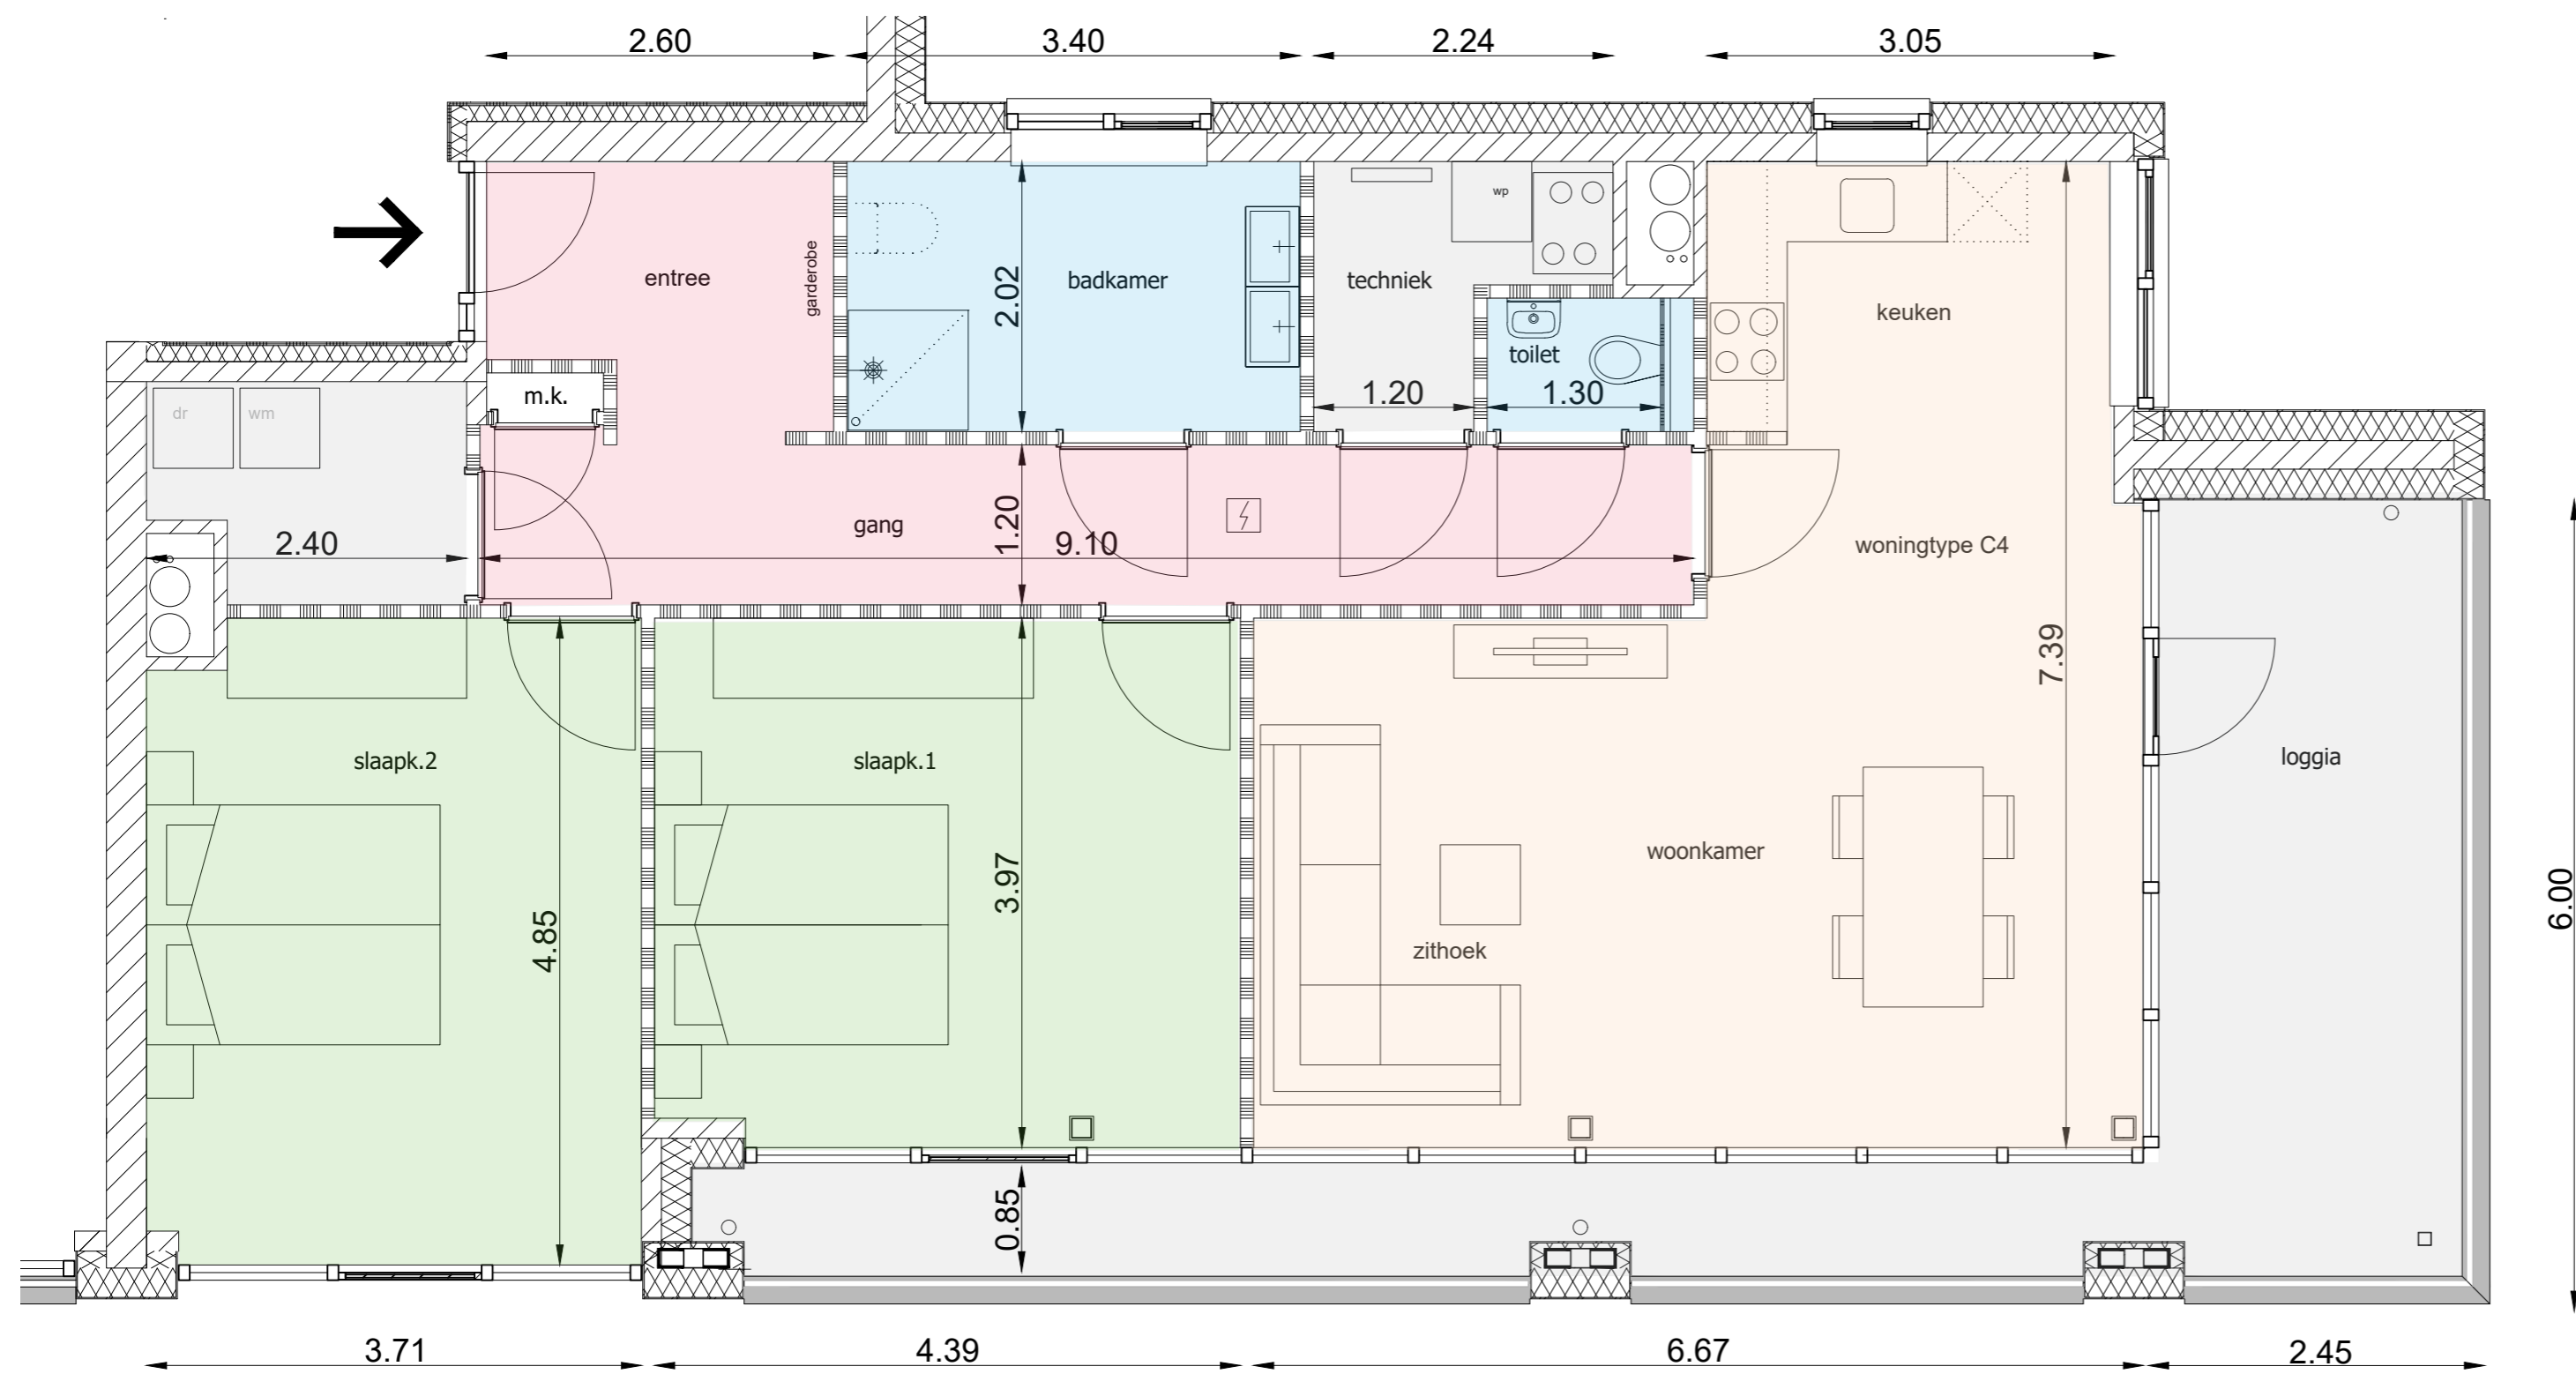 2.60
3.40
2.24
3.05
wp
entree
garderobe
badkamer
2.02
techniek
keuken
toilet
1.20
1.30
m.k.
dr
wm
gang
1.20
9.10
2.40
woningtype C4
7.39
slaapk.2
slaapk.1
loggia
woonkamer
3.97
4.85
zithoek
6.00
0.85
3.71
4.39
6.67
2.45